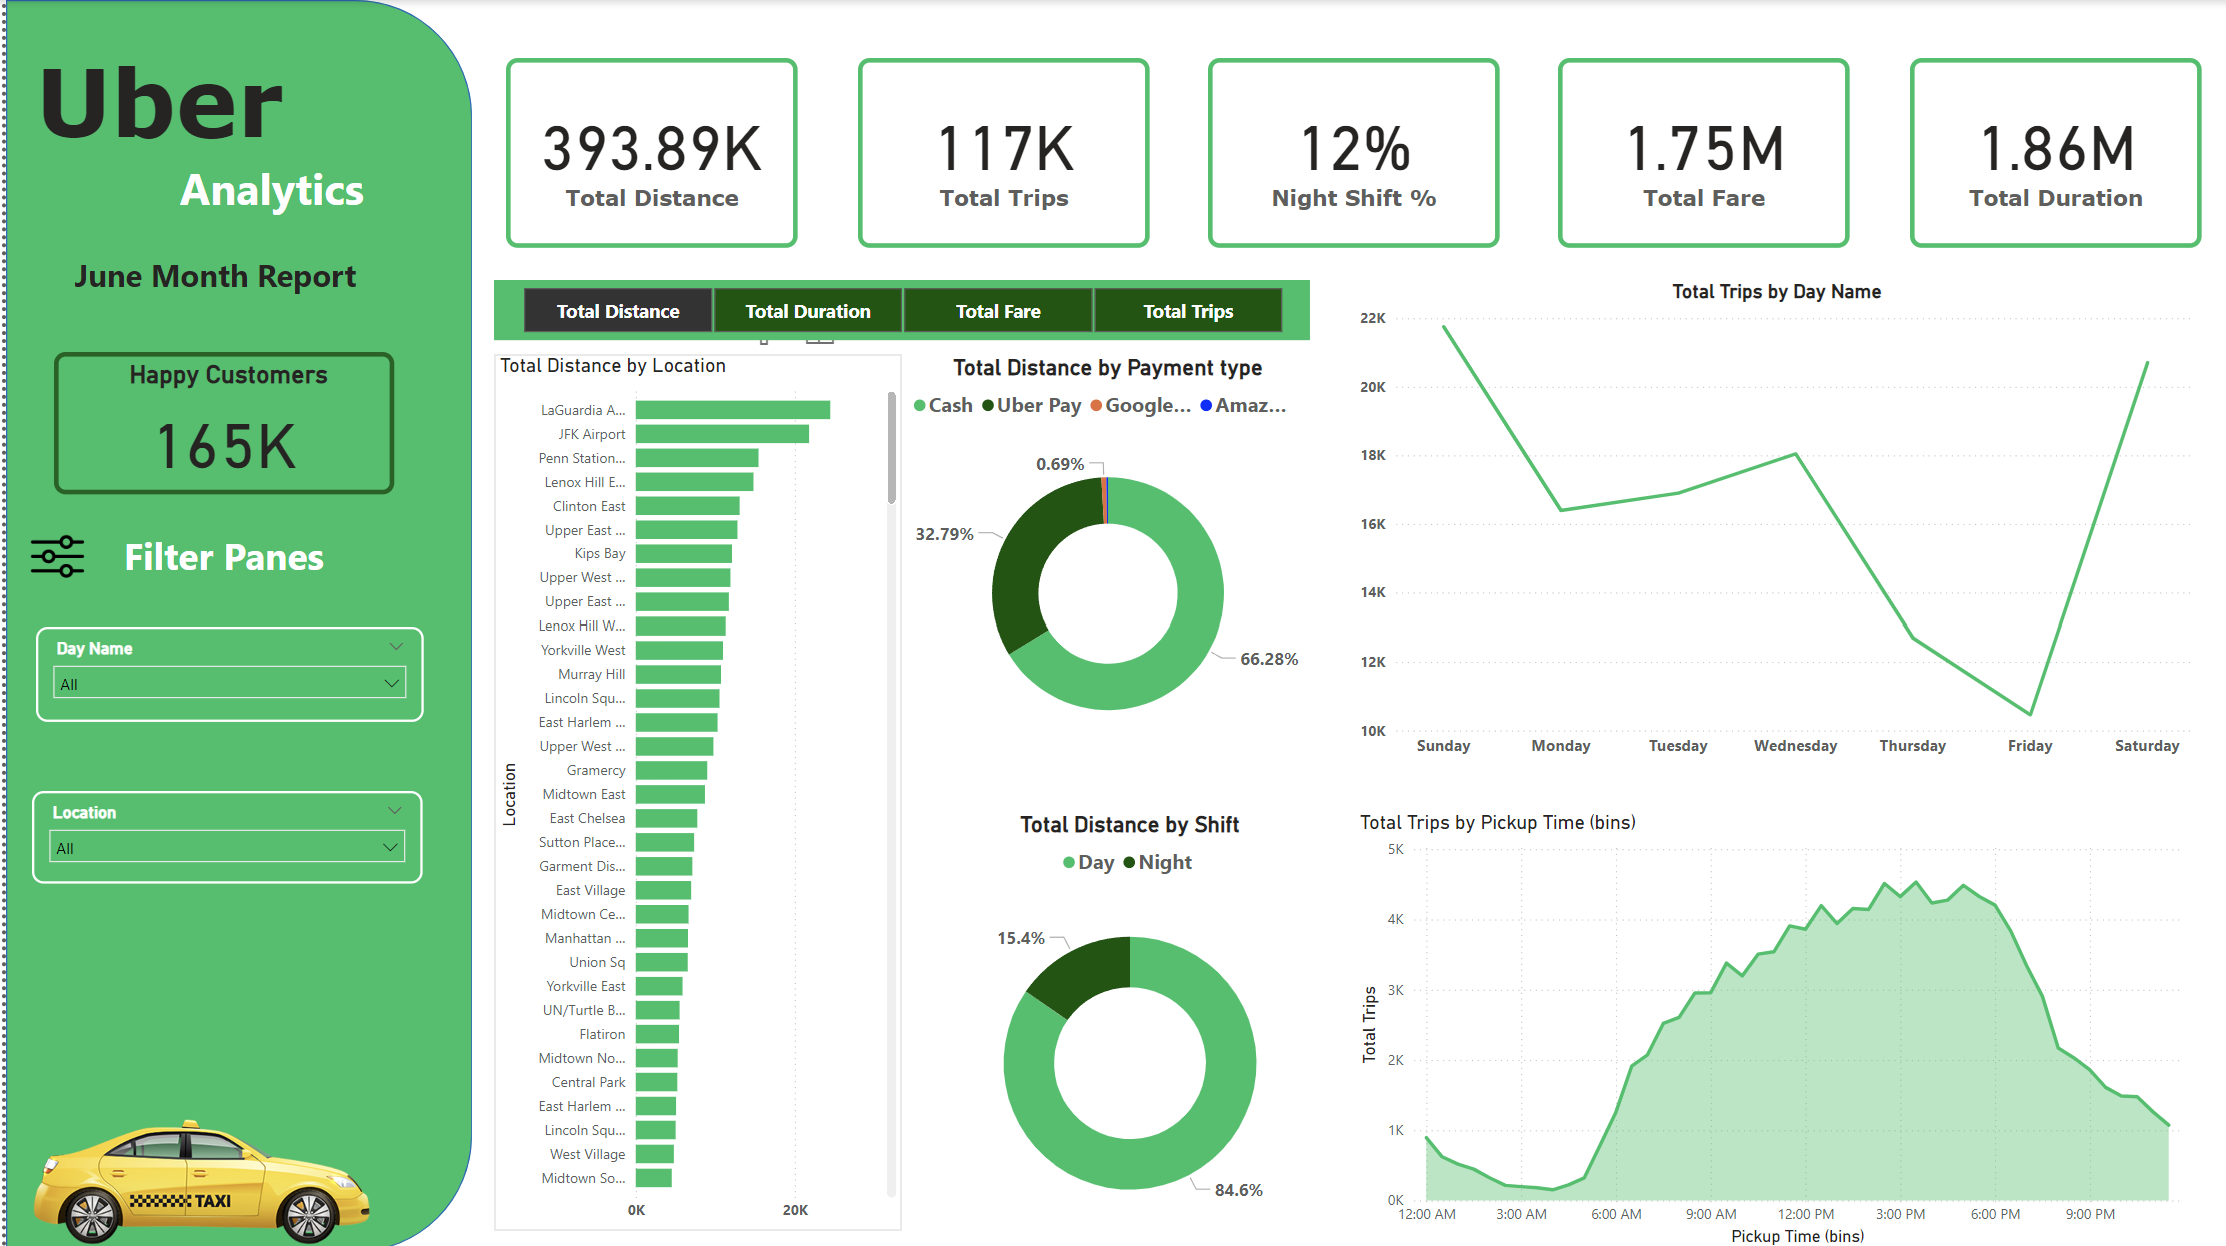 Uber
Analytics
June Month Report
Happy Customers
165K
Filter Panes
Day Name
All
Location
All
TAXI
393.89K
Total Distance
117K
Total Trips
12%
Night Shift %
1.75M
Total Fare
1.86M
Total Duration
Total Distance
Total Duration
Total Fare
Total Trips
Total Distance by Location
Location
LaGuardia A...
JFK Airport
Penn Station...
Lenox Hill E...
Clinton East
Upper East ...
Kips Bay
Upper West ...
Upper East ...
Lenox Hill W...
Yorkville West
Murray Hill
Lincoln Squ...
East Harlem ...
Upper West ...
Gramercy
Midtown East
East Chelsea
Sutton Place...
Garment Dis...
East Village
Midtown Ce...
Manhattan ...
Union Sq
Yorkville East
UN/Turtle B...
Flatiron
Midtown No...
Central Park
East Harlem ...
Lincoln Squ...
West Village
Midtown So...
0K 20K
Total Distance by Payment type
Cash Uber Pay Google... Amaz...
0.69%
32.79%
66.28%
Total Distance by Shift
Day Night
15.4%
84.6%
Total Trips by Day Name
22K
20K
18K
16K
14K
12K
10K
Sunday Monday Tuesday Wednesday Thursday Friday Saturday
Total Trips by Pickup Time (bins)
Total Trips
5K
4K
3K
2K
1K
0K
12:00 AM 3:00 AM 6:00 AM 9:00 AM 12:00 PM 3:00 PM 6:00 PM 9:00 PM
Pickup Time (bins)